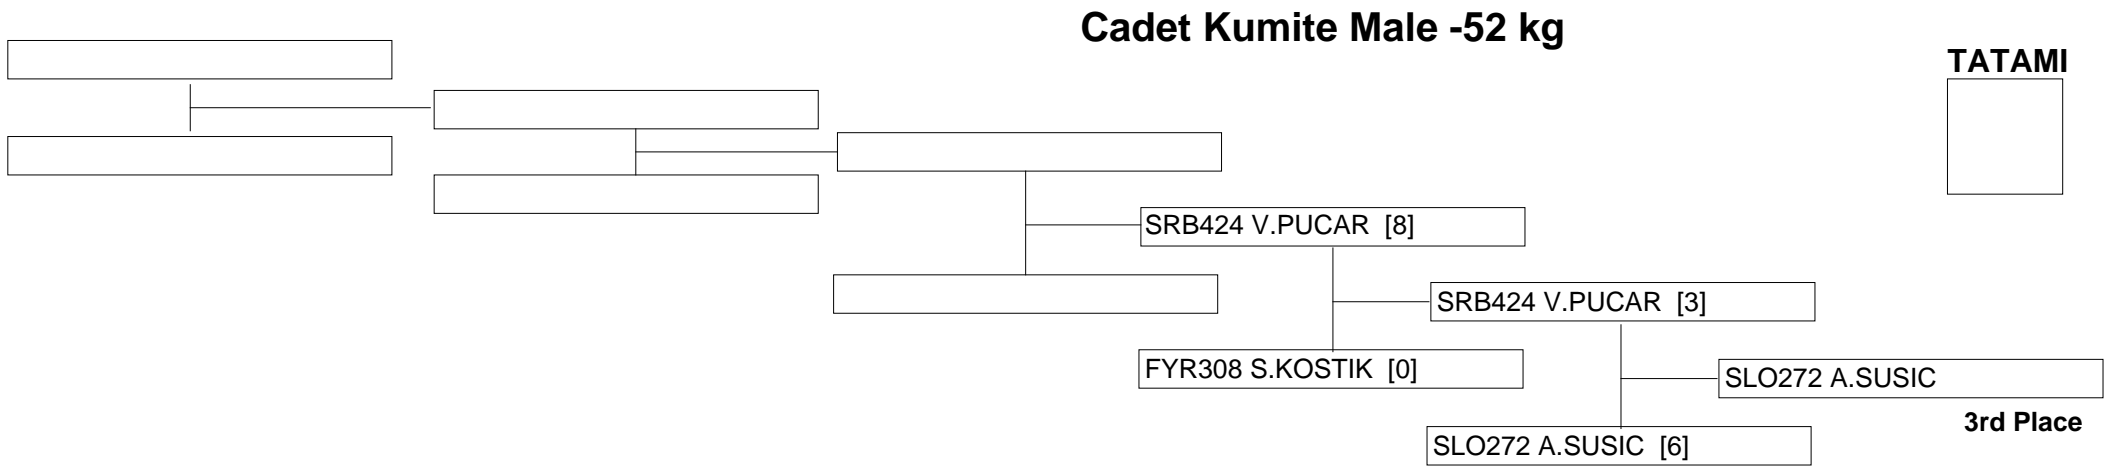 Cadet Kumite Male -52 kg
TATAMI
SRB424 V.PUCAR [8]
SRB424 V.PUCAR [3]
FYR308 S.KOSTIK [0]
SLO272 A.SUSIC
3rd Place
SLO272 A.SUSIC [6]